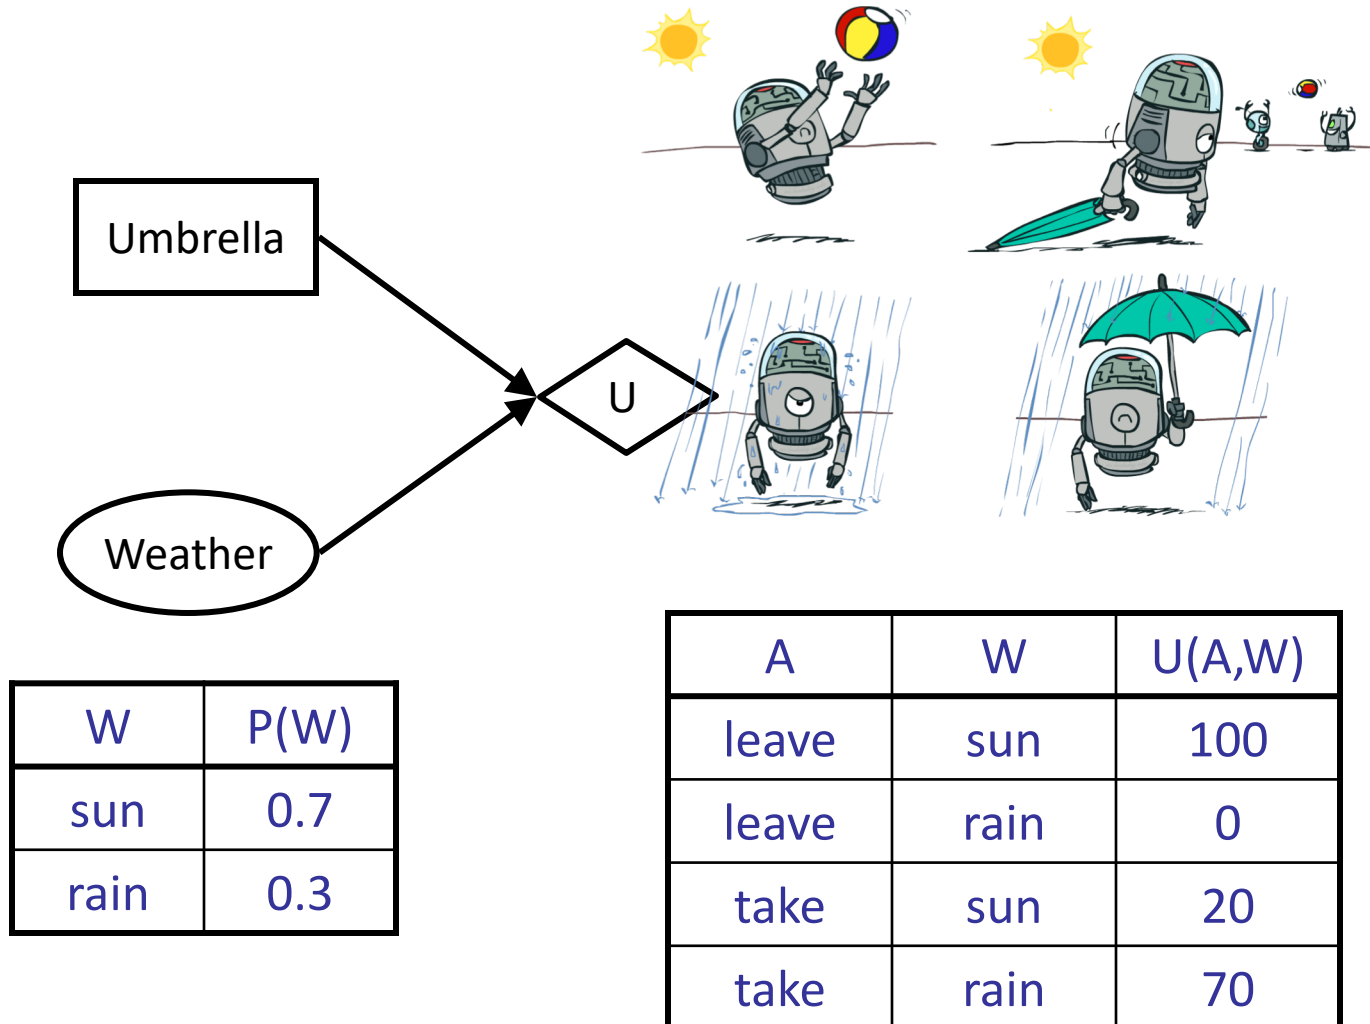 Umbrella
U
Weather
W P(W)
sun 0.7
rain 0.3
A W U(A,W)
leave sun 100
leave rain 0
take sun 20
take rain 70